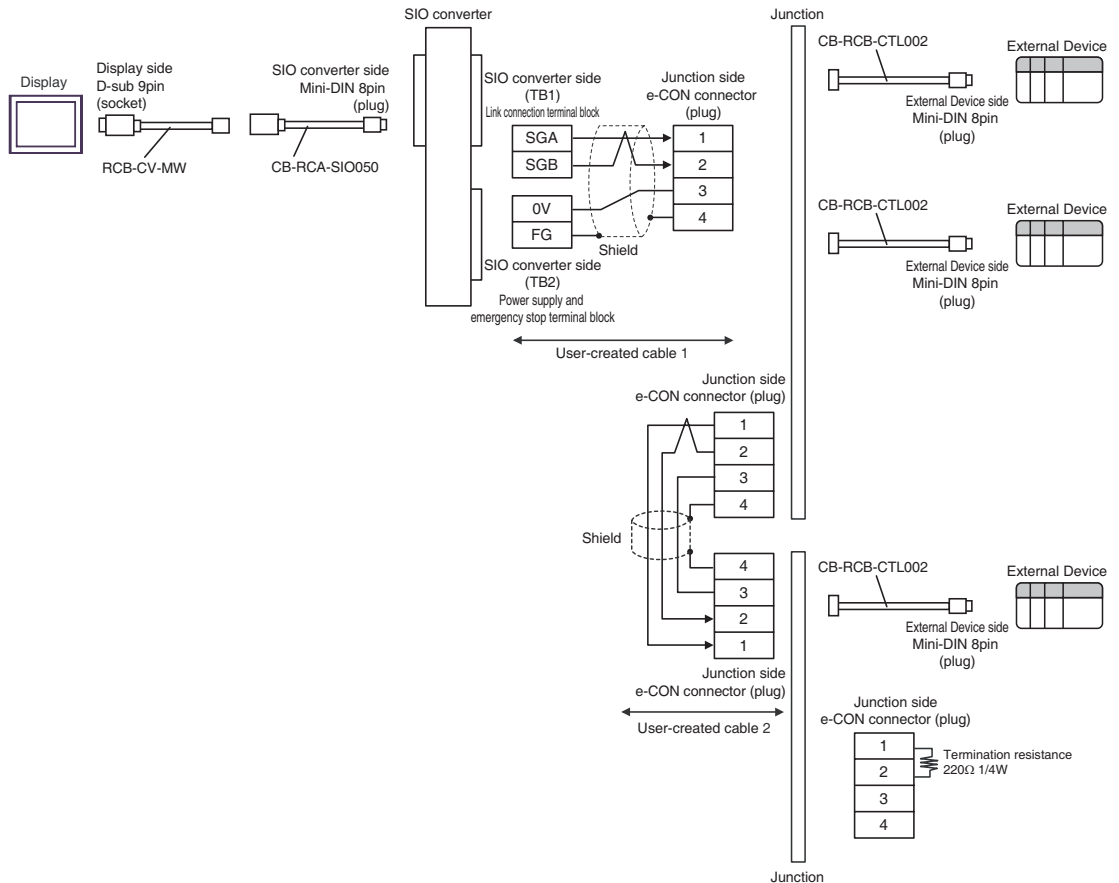 SIO converter
Junction
Display
Display side
D-sub 9pin
(socket)
RCB-CV-MW
SIO converter side
Mini-DIN 8pin
(plug)
CB-RCA-SIO050
SIO converter side
(TB1)
Link connection terminal block
SGA
SGB
0V
FG
Shield
SIO converter side
(TB2)
Power supply and
emergency stop terminal block
Junction side
e-CON connector
(plug)
1
2
3
4
User-created cable 1
CB-RCB-CTL002
External Device side
Mini-DIN 8pin
(plug)
External Device
CB-RCB-CTL002
External Device side
Mini-DIN 8pin
(plug)
External Device
Junction side
e-CON connector (plug)
1
2
3
4
Shield
4
3
2
1
Junction side
e-CON connector (plug)
User-created cable 2
CB-RCB-CTL002
External Device side
Mini-DIN 8pin
(plug)
External Device
Junction side
e-CON connector (plug)
1
2
3
4
Termination resistance
220Ω 1/4W
Junction